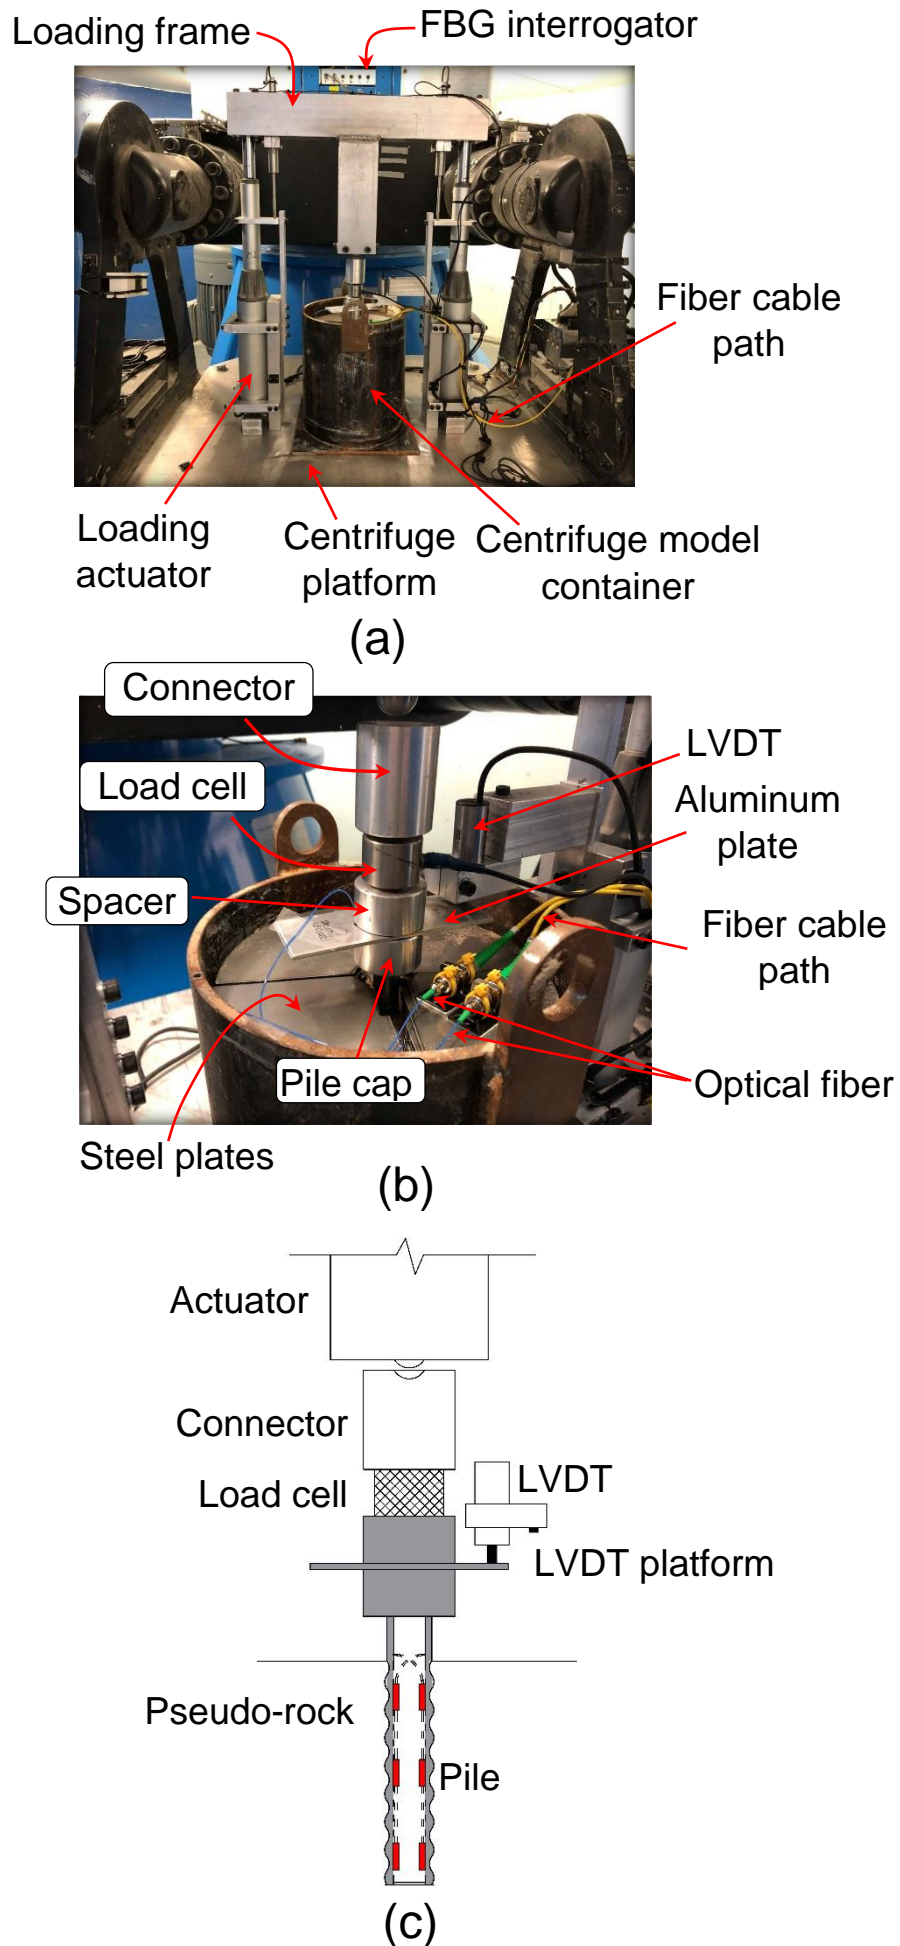 Loading frame
FBG interrogator
Fiber cable
path
Loading
actuator
Centrifuge
platform
Centrifuge model
container
(a)
Connector
LVDT
Load cell
Aluminum
plate
Spacer
Fiber cable
path
Pile cap
Optical fiber
Steel plates
(b)
Actuator
Connector
Load cell
LVDT
LVDT platform
Pseudo-rock
Pile
(c)